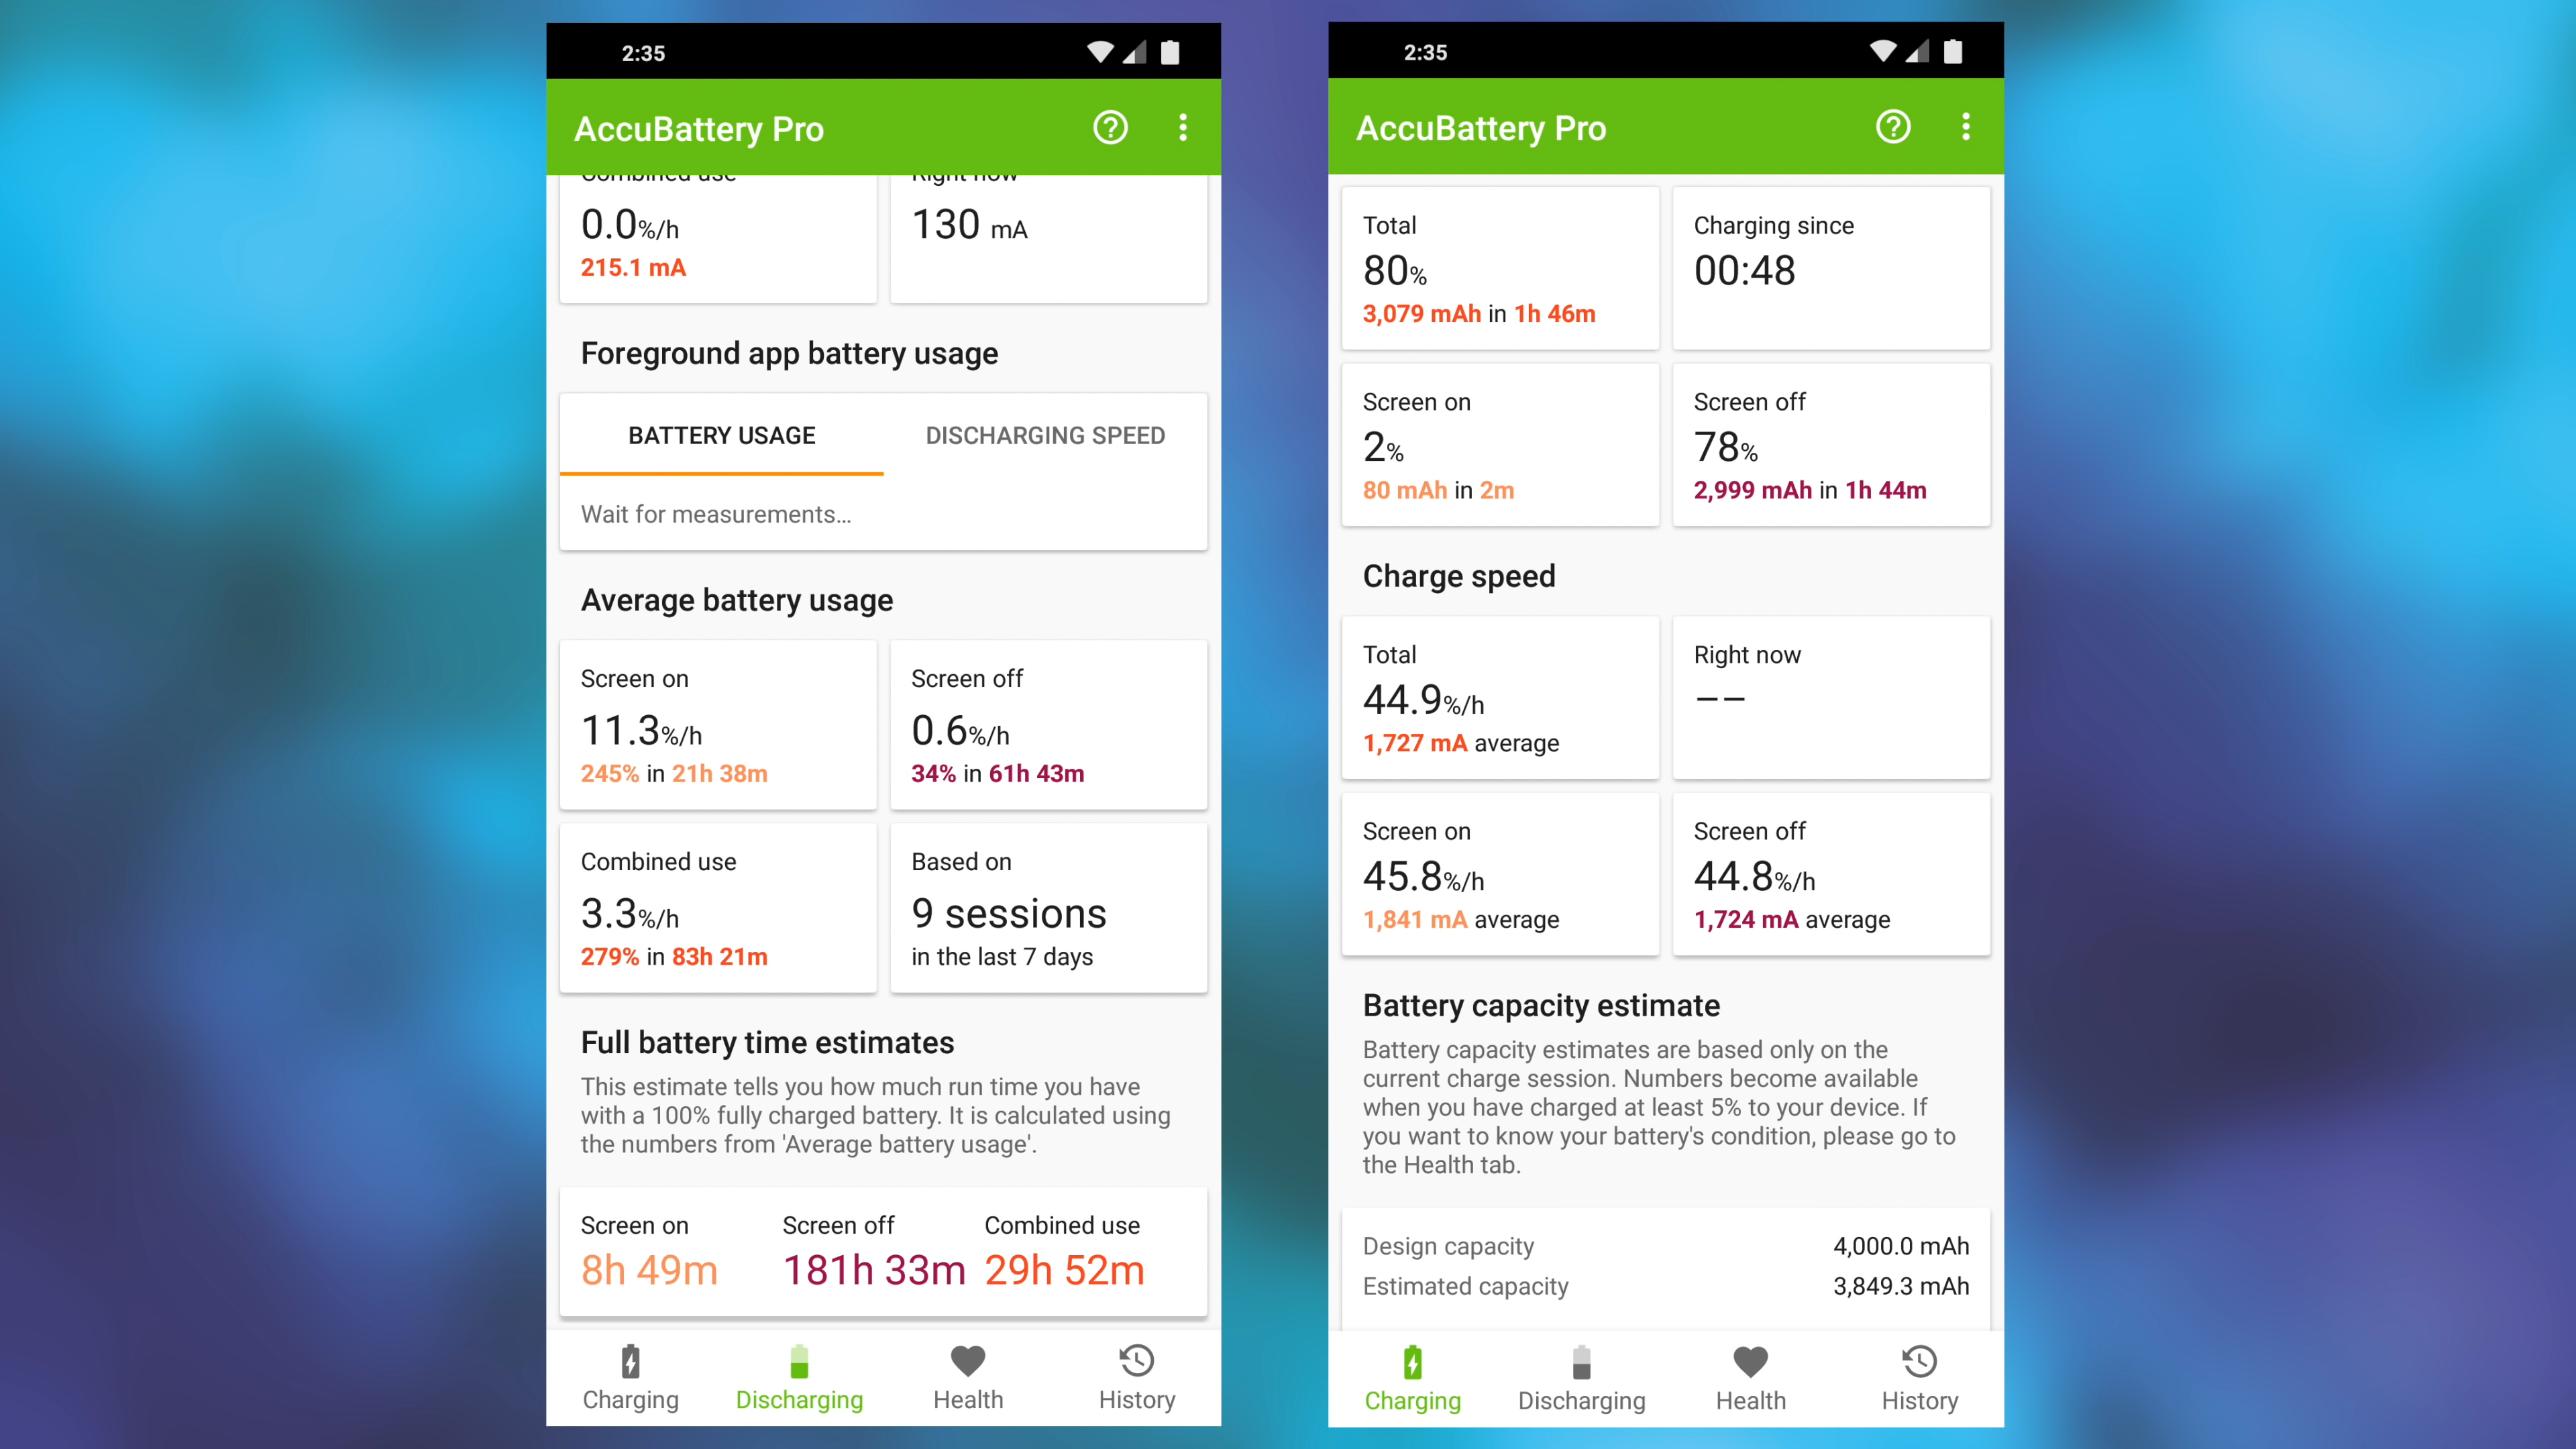 2:35
AccuBattery Pro
Combined use
Right now
0.0%/h
130 mA
215.1 mA
Foreground app battery usage
BATTERY USAGE
DISCHARGING SPEED
Wait for measurements...
Average battery usage
Screen on
Screen off
11.3%/h
0.6%/h
245% in 21h 38m
34% in 61h 43m
Combined use
Based on
3.3%/h
9 sessions
279% in 83h 21m
in the last 7 days
Full battery time estimates
This estimate tells you how much run time you have
with a 100% fully charged battery. It is calculated using
the numbers from 'Average battery usage'.
Screen on
Screen off
Combined use
8h 49m
181h 33m
29h 52m
Charging
Discharging
Health
History
2:35
AccuBattery Pro
Total
Charging since
80%
00:48
3,079 mAh in 1h 46m
Screen on
Screen off
2%
78%
80 mAh in 2m
2,999 mAh in 1h 44m
Charge speed
Total
Right now
44.9%/h
––
1,727 mA average
Screen on
Screen off
45.8%/h
44.8%/h
1,841 mA average
1,724 mA average
Battery capacity estimate
Battery capacity estimates are based only on the
current charge session. Numbers become available
when you have charged at least 5% to your device. If
you want to know your battery's condition, please go to
the Health tab.
Design capacity
4,000.0 mAh
Estimated capacity
3,849.3 mAh
Charging
Discharging
Health
History